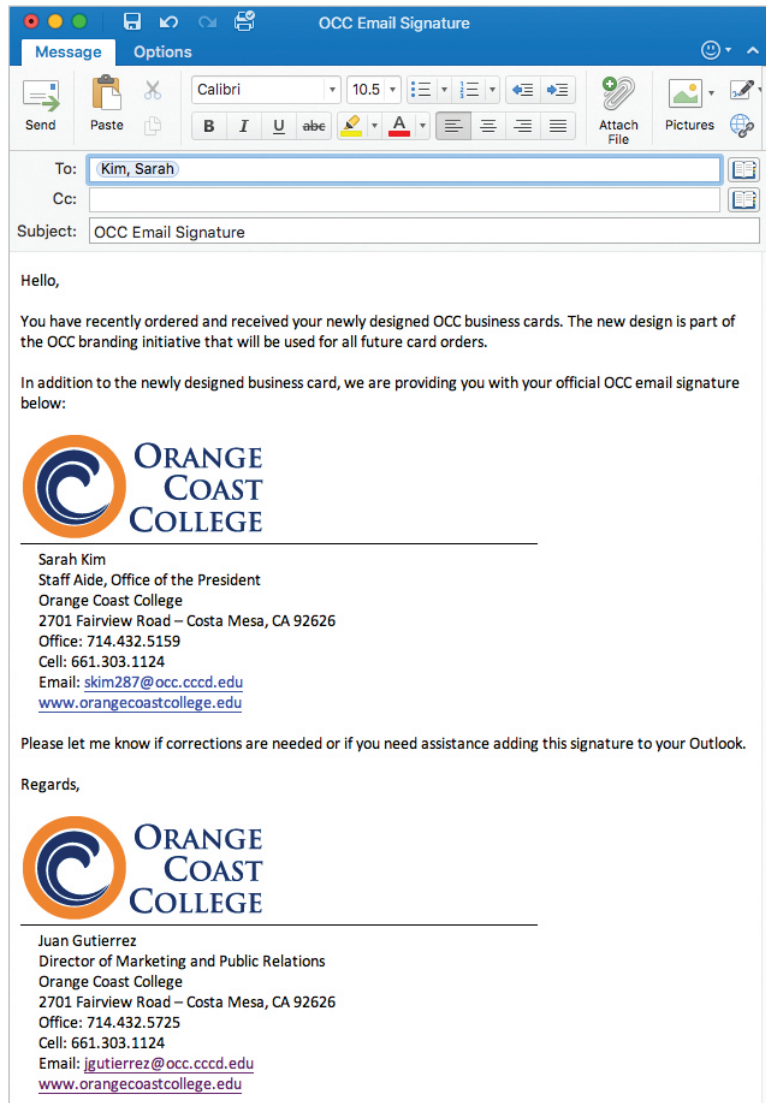 OCC Email Signature
Message Options
Calibri 10.5
Send Paste B I U abc A Attach File Pictures
To: Kim, Sarah
Cc:
Subject: OCC Email Signature
Hello,
You have recently ordered and received your newly designed OCC business cards. The new design is part of
the OCC branding initiative that will be used for all future card orders.
In addition to the newly designed business card, we are providing you with your official OCC email signature
below:
ORANGE
COAST
COLLEGE
Sarah Kim
Staff Aide, Office of the President
Orange Coast College
2701 Fairview Road – Costa Mesa, CA 92626
Office: 714.432.5159
Cell: 661.303.1124
Email: skim287@occ.cccd.edu
www.orangecoastcollege.edu
Please let me know if corrections are needed or if you need assistance adding this signature to your Outlook.
Regards,
ORANGE
COAST
COLLEGE
Juan Gutierrez
Director of Marketing and Public Relations
Orange Coast College
2701 Fairview Road – Costa Mesa, CA 92626
Office: 714.432.5725
Cell: 661.303.1124
Email: jgutierrez@occ.cccd.edu
www.orangecoastcollege.edu